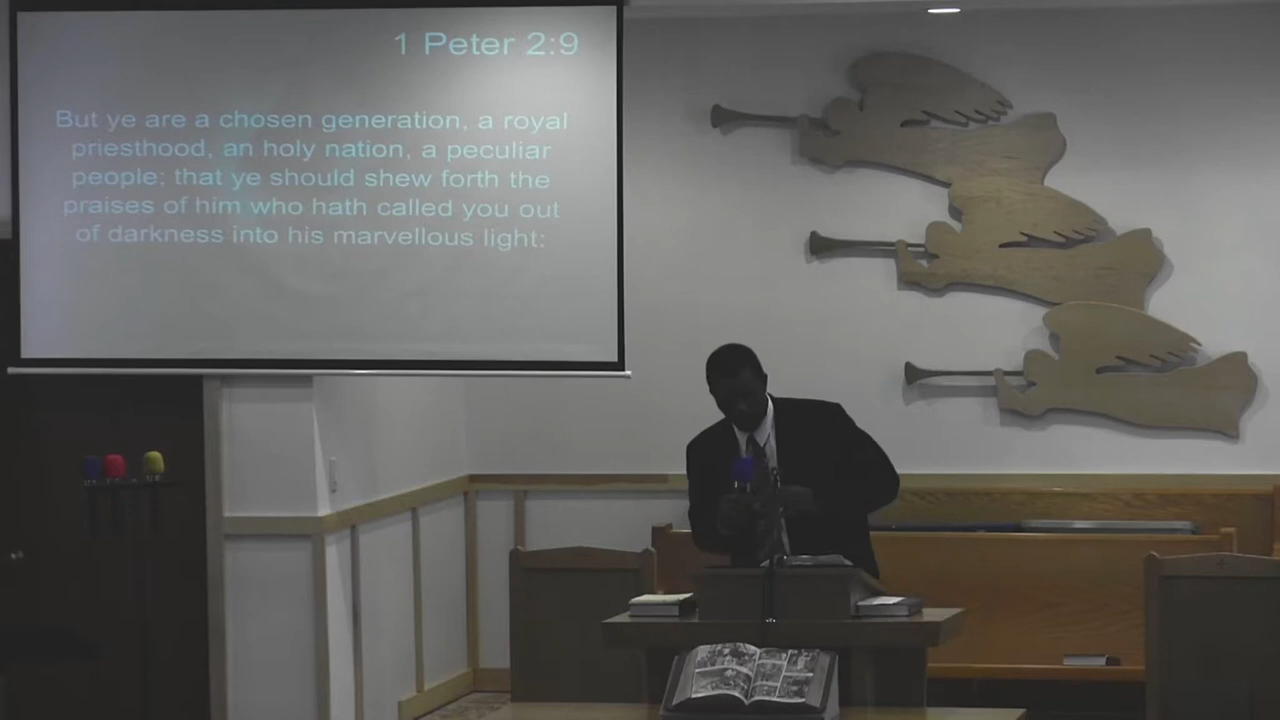 1 Peter 2:9
But ye are a chosen generation, a royal
priesthood, an holy nation, a peculiar
people; that ye should shew forth the
praises of him who hath called you out
of darkness into his marvellous light: